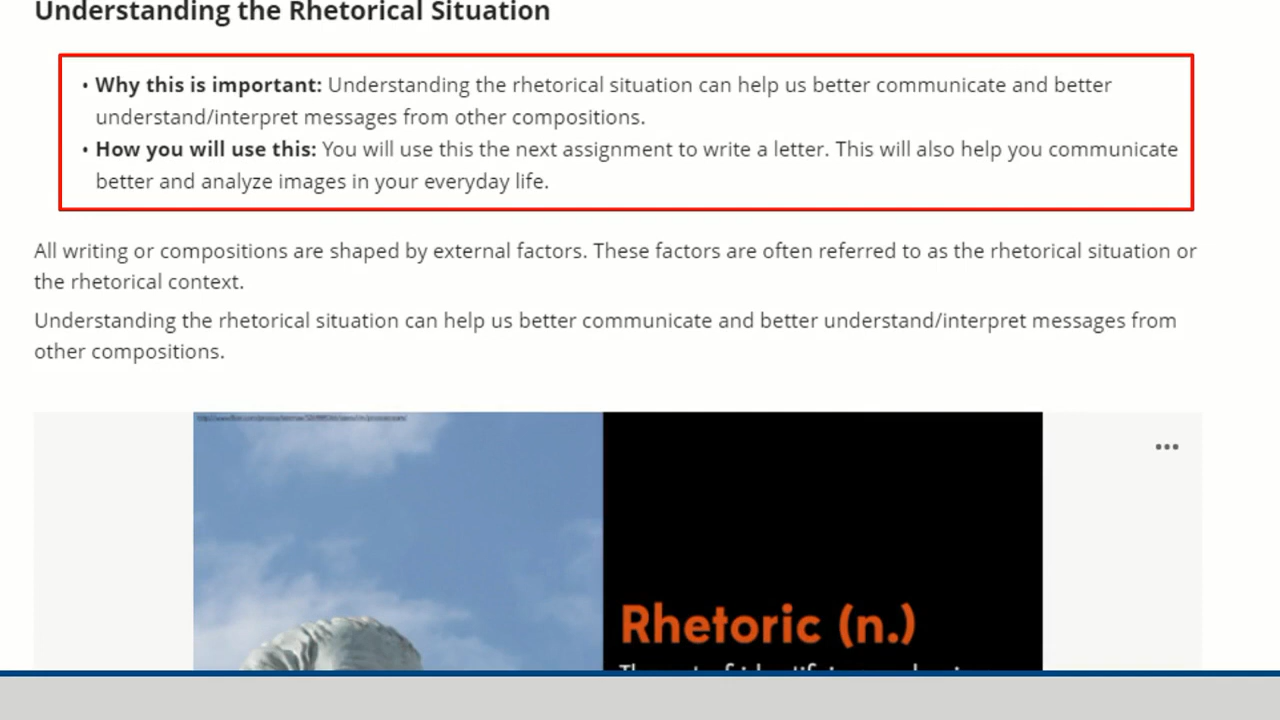 Understanding the Rhetorical Situation
• Why this is important: Understanding the rhetorical situation can help us better communicate and better
understand/interpret messages from other compositions.
• How you will use this: You will use this the next assignment to write a letter. This will also help you communicate
better and analyze images in your everyday life.
All writing or compositions are shaped by external factors. These factors are often referred to as the rhetorical situation or
the rhetorical context.
Understanding the rhetorical situation can help us better communicate and better understand/interpret messages from
other compositions.
Rhetoric (n.)